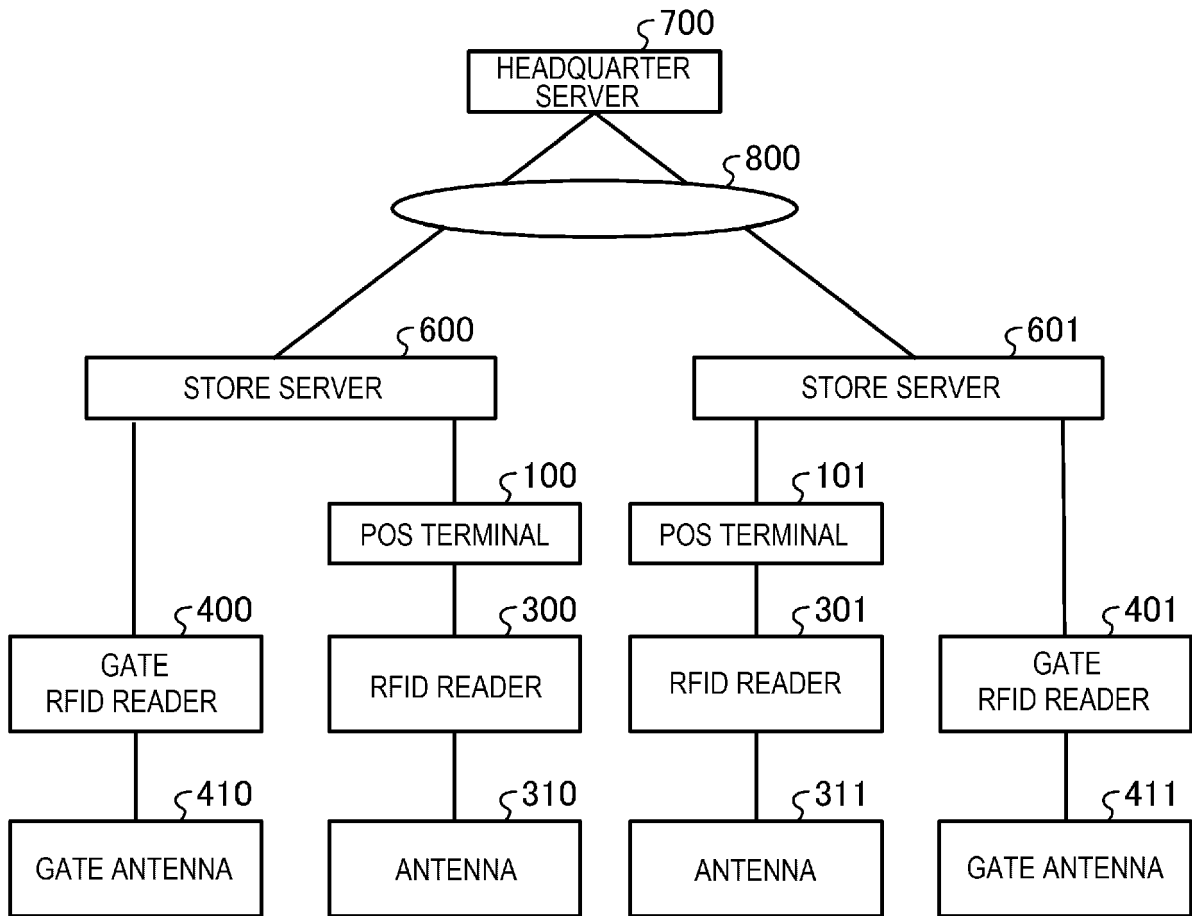 700
HEADQUARTER
SERVER
800
600
STORE SERVER
601
STORE SERVER
100
POS TERMINAL
101
POS TERMINAL
400
GATE
RFID READER
300
RFID READER
301
RFID READER
401
GATE
RFID READER
410
GATE ANTENNA
310
ANTENNA
311
ANTENNA
411
GATE ANTENNA